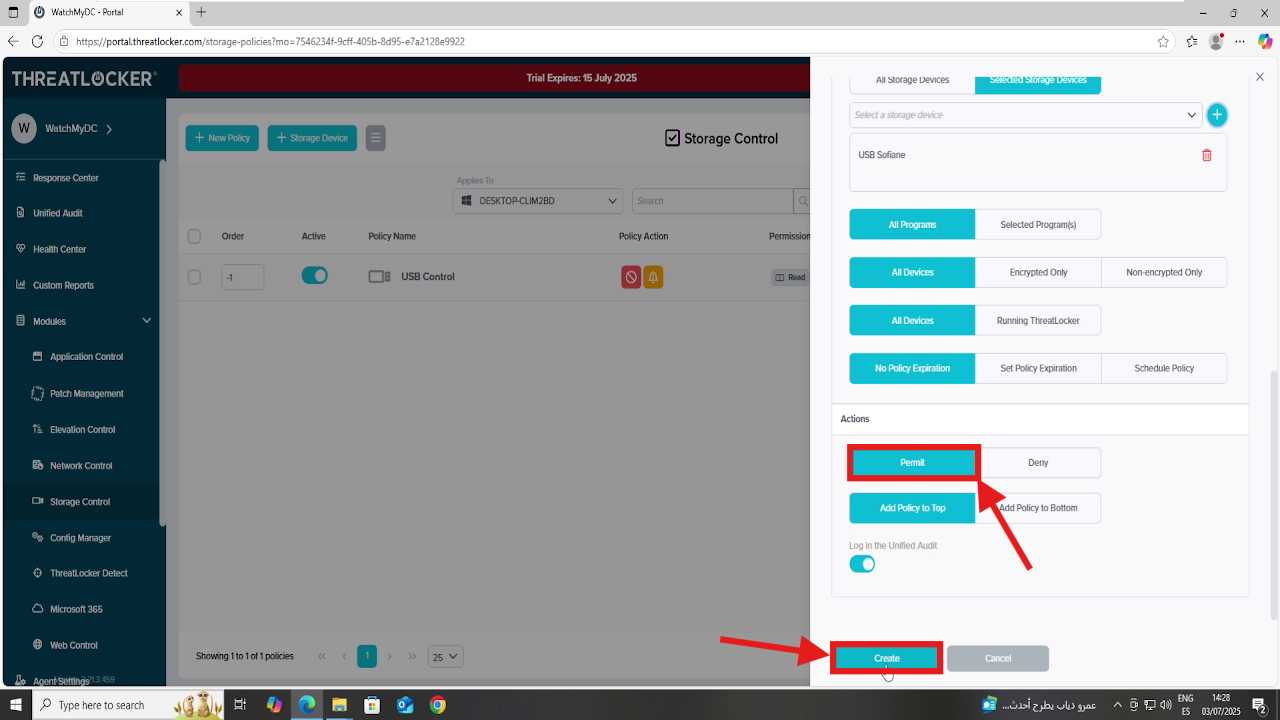 WatchMyDC - Portal
https://portal.threatlocker.com/storage-policies?mo=7546234f-9cff-405b-8d95-e7a2128e9922
THREATLOCKER
Trial Expires: 15 July 2025
W WatchMyDC
Response Center
Unified Audit
Health Center
Custom Reports
Modules
Application Control
Patch Management
Elevation Control
Network Control
Storage Control
Config Manager
ThreatLocker Detect
Microsoft 365
Web Control
Agent Settings
+ New Policy
+ Storage Device
Storage Control
Applies To
DESKTOP-CLIM2BD
Search
Order Active Policy Name Policy Action Permission
-1 USB Control Read
Showing 1 to 1 of 1 policies
1
25
All Storage Devices Selected Storage Devices
Select a storage device
USB Sofiane
All Programs Selected Program(s)
All Devices Encrypted Only Non-encrypted Only
All Devices Running ThreatLocker
No Policy Expiration Set Policy Expiration Schedule Policy
Actions
Permit Deny
Add Policy to Top Add Policy to Bottom
Log in the Unified Audit
Create Cancel
Type here to search
ENG
ES
14:28
03/07/2025